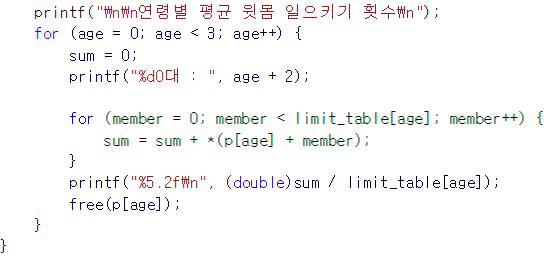 printf("₩n₩n연령별 평균 윗몸 일으키기 횟수₩n");
for (age = 0; age < 3; age++) {
sum = 0;
printf("%d0대 : ", age + 2);
for (member = 0; member < limit_table[age]; member++) {
sum = sum + *(p[age] + member);
}
printf("%5.2f₩n", (double)sum / limit_table[age]);
free(p[age]);
}
}